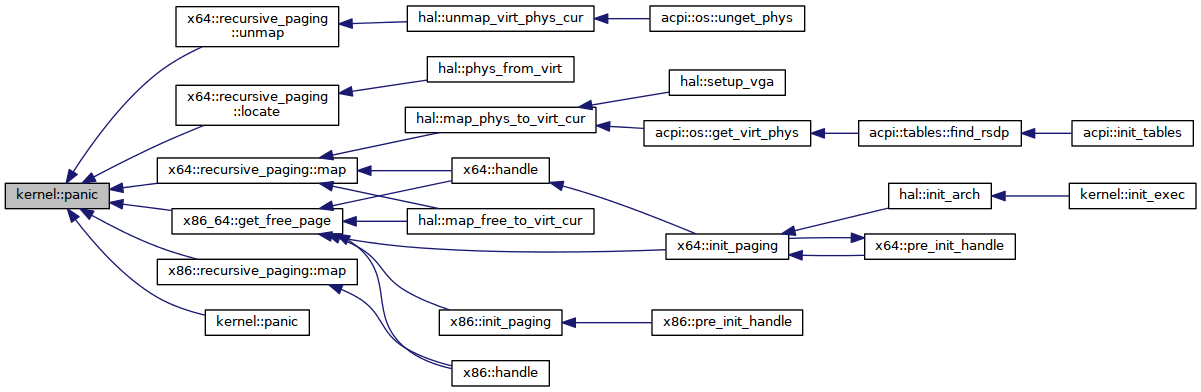 kernel::panic
x64::recursive_paging
::unmap
hal::unmap_virt_phys_cur
acpi::os::unget_phys
x64::recursive_paging
::locate
hal::phys_from_virt
hal::map_phys_to_virt_cur
hal::setup_vga
acpi::os::get_virt_phys
acpi::tables::find_rsdp
acpi::init_tables
x64::recursive_paging::map
x64::handle
x86_64::get_free_page
hal::map_free_to_virt_cur
x64::init_paging
hal::init_arch
kernel::init_exec
x64::pre_init_handle
x86::recursive_paging::map
kernel::panic
x86::init_paging
x86::pre_init_handle
x86::handle